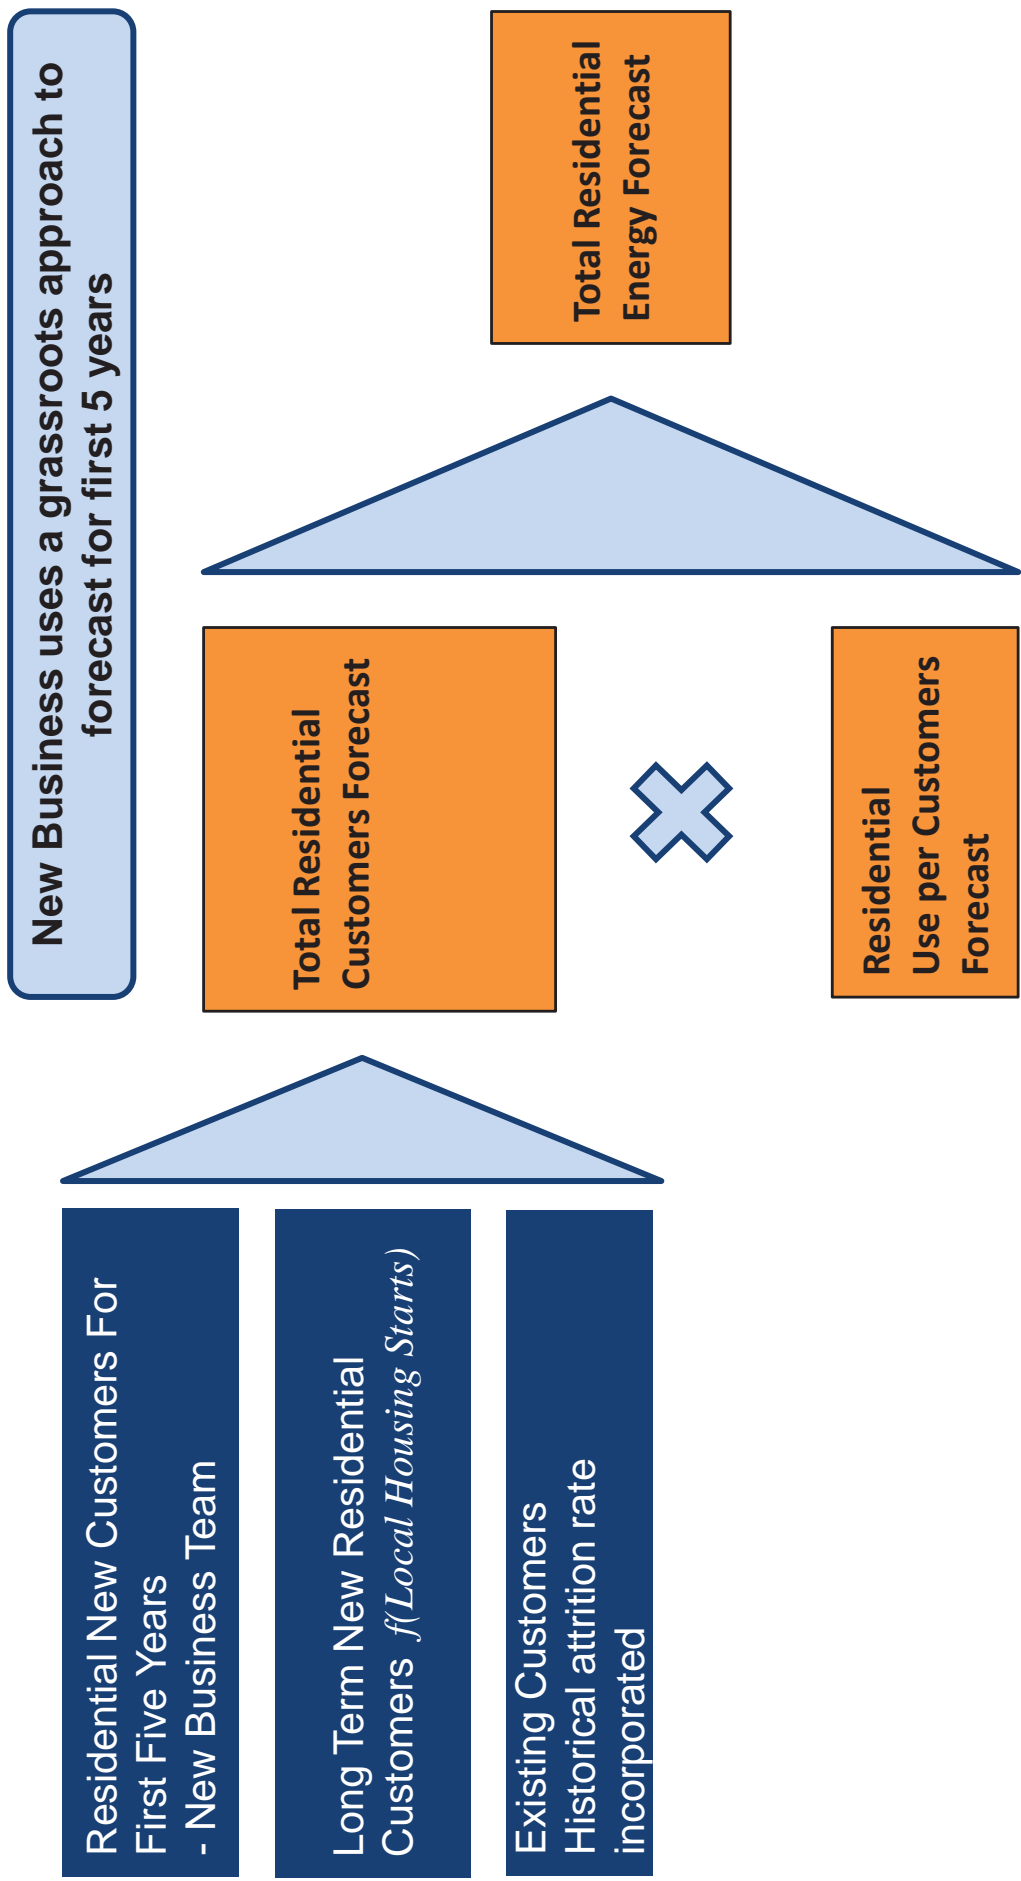 New Business uses a grassroots approach to
forecast for first 5 years
Residential New Customers For
First Five Years
- New Business Team
Long Term New Residential
Customers f(Local Housing Starts)
Existing Customers
Historical attrition rate
incorporated
Total Residential
Customers Forecast
Residential
Use per Customers
Forecast
Total Residential
Energy Forecast